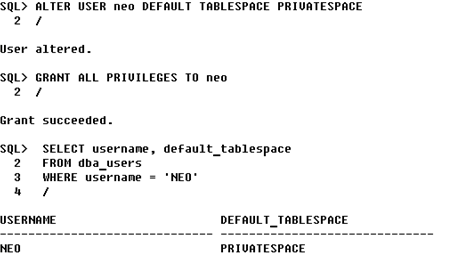 SQL> ALTER USER neo DEFAULT TABLESPACE PRIVATESPACE
  2  /
User altered.
SQL> GRANT ALL PRIVILEGES TO neo
  2  /
Grant succeeded.
SQL>  SELECT username, default_tablespace
  2   FROM dba_users
  3   WHERE username = 'NEO'
  4   /
USERNAME                       DEFAULT_TABLESPACE
------------------------------ ------------------------------
NEO                            PRIVATESPACE